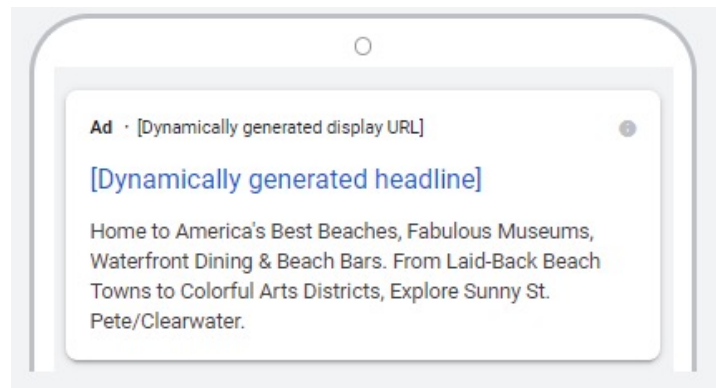 Ad · [Dynamically generated display URL]
[Dynamically generated headline]
Home to America's Best Beaches, Fabulous Museums,
Waterfront Dining & Beach Bars. From Laid-Back Beach
Towns to Colorful Arts Districts, Explore Sunny St.
Pete/Clearwater.